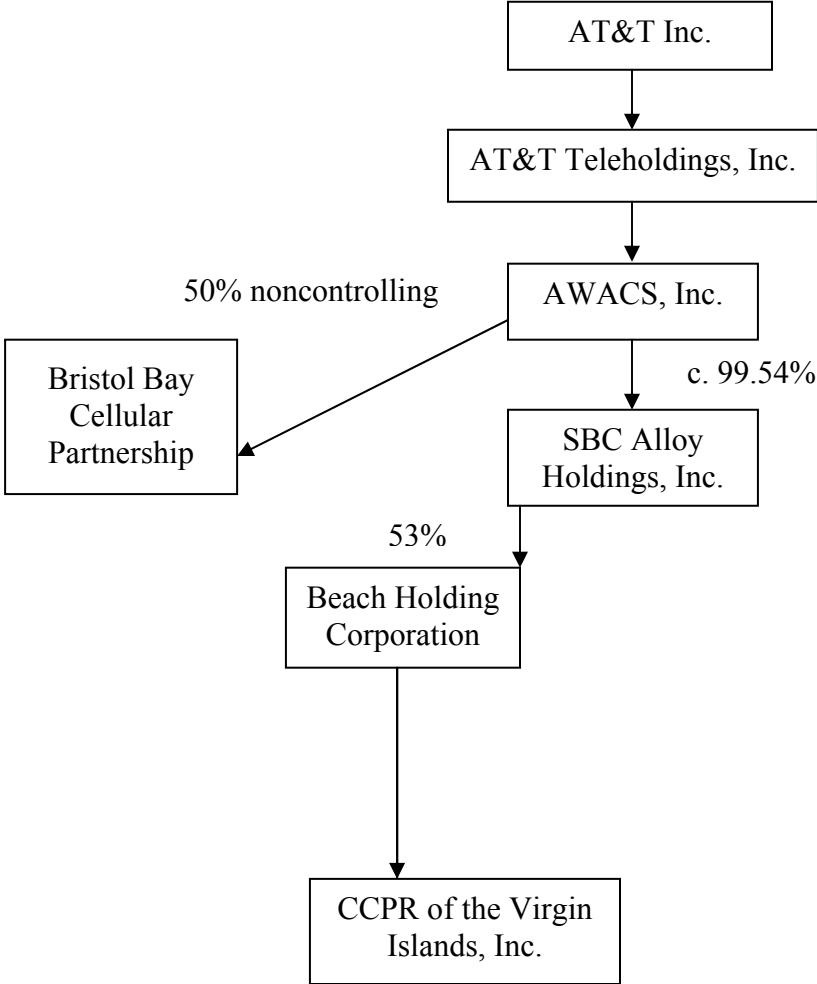 AT&T Inc.
AT&T Teleholdings, Inc.
50% noncontrolling
AWACS, Inc.
Bristol Bay
Cellular
Partnership
c. 99.54%
SBC Alloy
Holdings, Inc.
53%
Beach Holding
Corporation
CCPR of the Virgin
Islands, Inc.